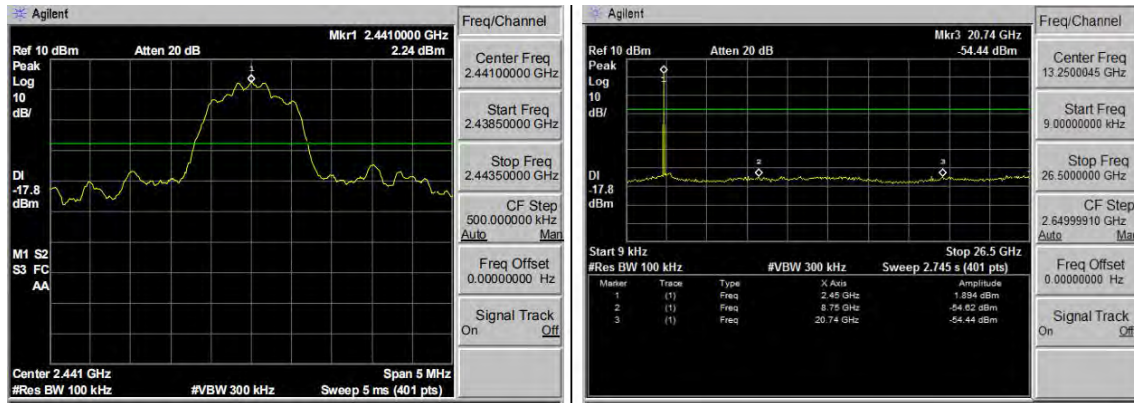 Agilent
Freq/Channel
Mkr1 2.4410000 GHz
Ref 10 dBm Atten 20 dB 2.24 dBm
Peak
Log
10
dB/
1
DI
-17.8
dBm
M1 S2
S3 FC
AA
Center 2.441 GHz Span 5 MHz
#Res BW 100 kHz #VBW 300 kHz Sweep 5 ms (401 pts)
Center Freq
2.44100000 GHz
Start Freq
2.43850000 GHz
Stop Freq
2.44350000 GHz
CF Step
500.000000 kHz
Auto Man
Freq Offset
0.00000000 Hz
Signal Track
On Off
Agilent
Freq/Channel
Mkr3 20.74 GHz
Ref 10 dBm Atten 20 dB -54.44 dBm
Peak
Log
10
dB/
1
2 3
DI
-17.8
dBm
Start 9 kHz Stop 26.5 GHz
#Res BW 100 kHz #VBW 300 kHz Sweep 2.745 s (401 pts)
Marker Trace Type X Axis Amplitude
1 (1) Freq 2.45 GHz 1.894 dBm
2 (1) Freq 8.75 GHz -54.62 dBm
3 (1) Freq 20.74 GHz -54.44 dBm
Center Freq
13.2500045 GHz
Start Freq
9.00000000 kHz
Stop Freq
26.5000000 GHz
CF Step
2.64999910 GHz
Auto Man
Freq Offset
0.00000000 Hz
Signal Track
On Off